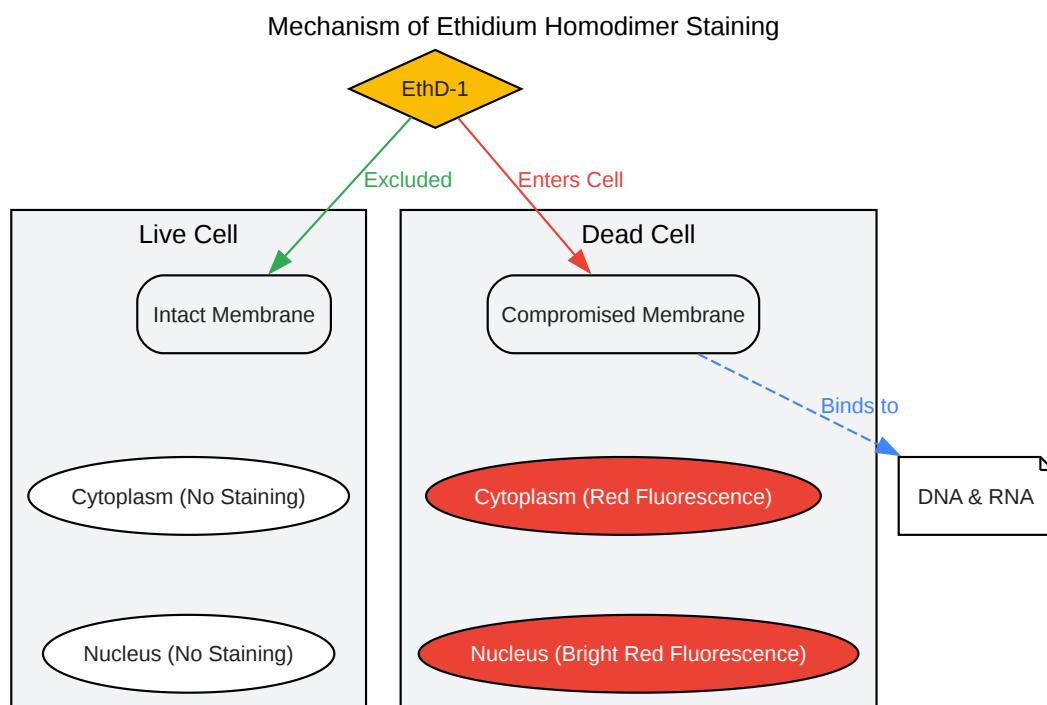 Mechanism of Ethidium Homodimer Staining
EthD-1
Excluded
Enters Cell
Live Cell
Dead Cell
Intact Membrane
Compromised Membrane
Binds to
Cytoplasm (No Staining)
Cytoplasm (Red Fluorescence)
DNA & RNA
Nucleus (No Staining)
Nucleus (Bright Red Fluorescence)